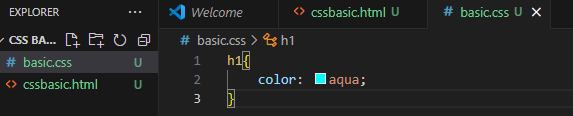 EXPLORER
Welcome
<> cssbasic.html U
# basic.css U ×
CSS BA...
# basic.css U
<> cssbasic.html U
# basic.css > h1
1 h1{
2 color: aqua;
3 }